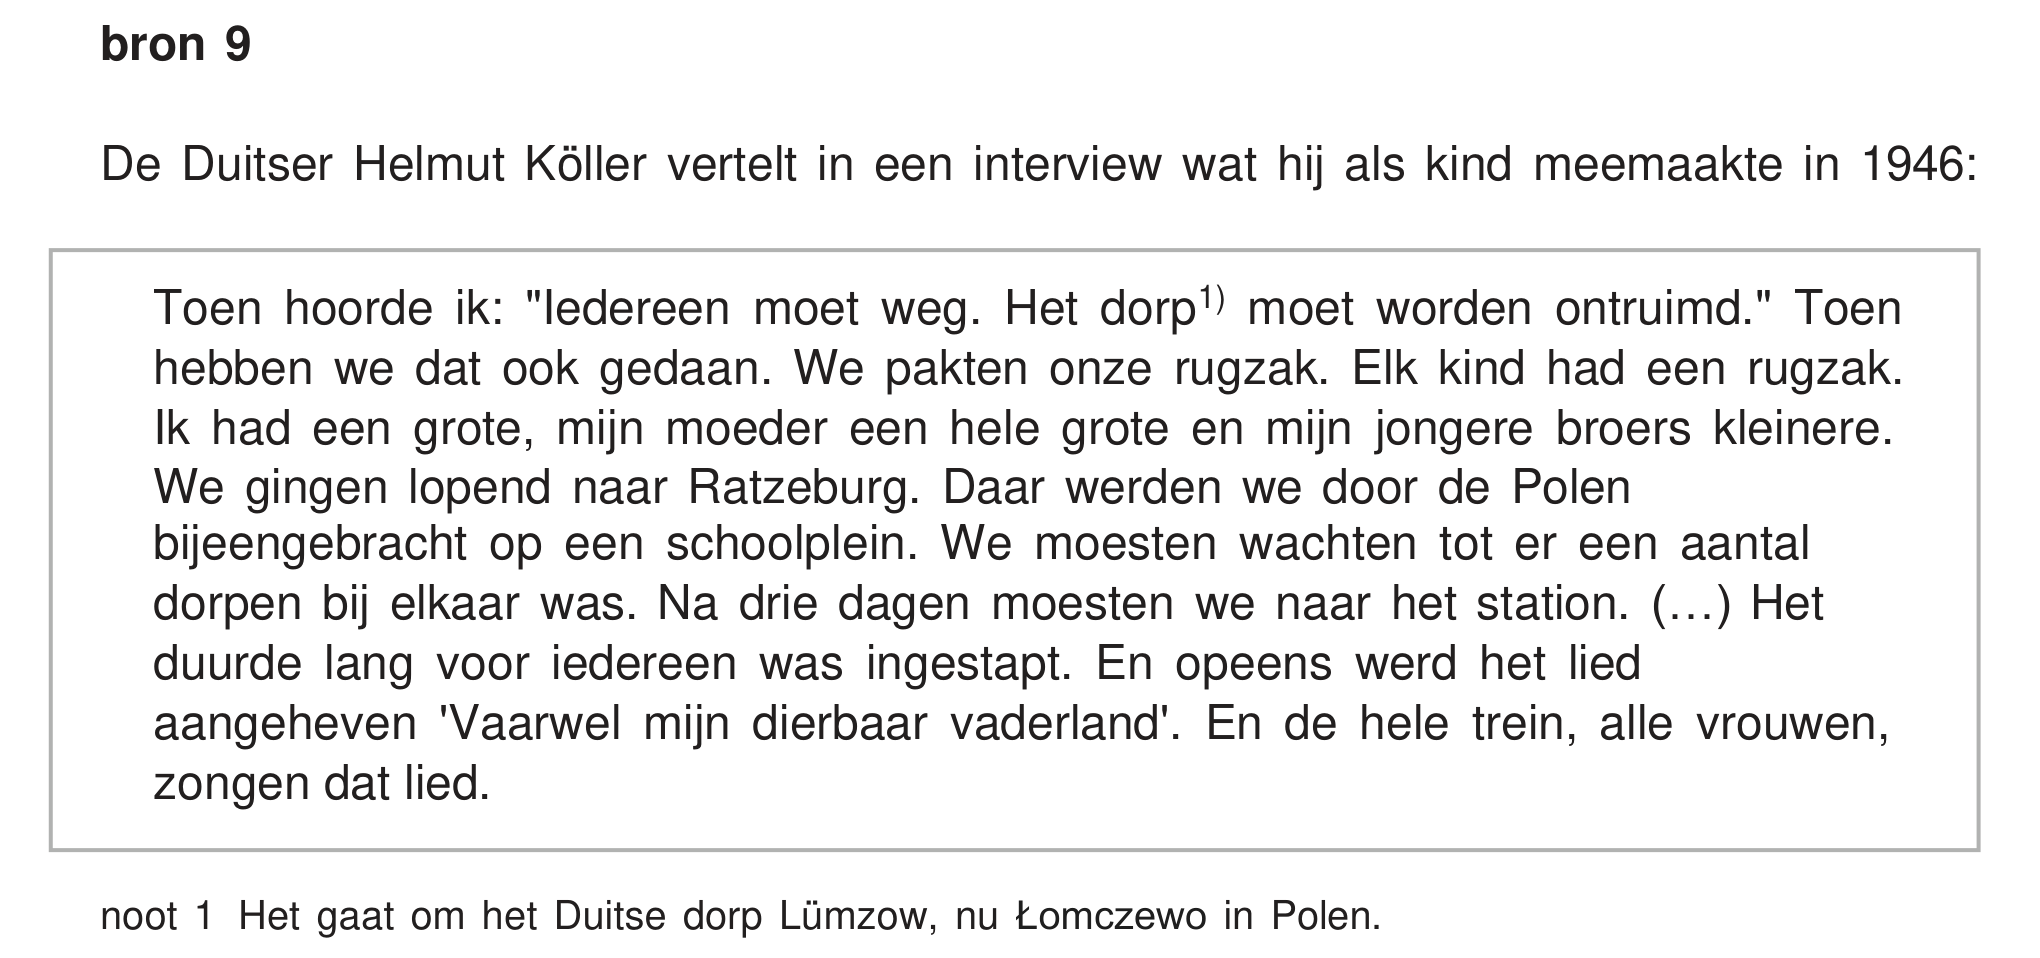 bron 9
De Duitser Helmut Köller vertelt in een interview wat hij als kind meemaakte in 1946:
Toen hoorde ik: "Iedereen moet weg. Het dorp1) moet worden ontruimd." Toen
hebben we dat ook gedaan. We pakten onze rugzak. Elk kind had een rugzak.
Ik had een grote, mijn moeder een hele grote en mijn jongere broers kleinere.
We gingen lopend naar Ratzeburg. Daar werden we door de Polen
bijeengebracht op een schoolplein. We moesten wachten tot er een aantal
dorpen bij elkaar was. Na drie dagen moesten we naar het station. (…) Het
duurde lang voor iedereen was ingestapt. En opeens werd het lied
aangeheven 'Vaarwel mijn dierbaar vaderland'. En de hele trein, alle vrouwen,
zongen dat lied.
noot 1 Het gaat om het Duitse dorp Lümzow, nu Łomczewo in Polen.